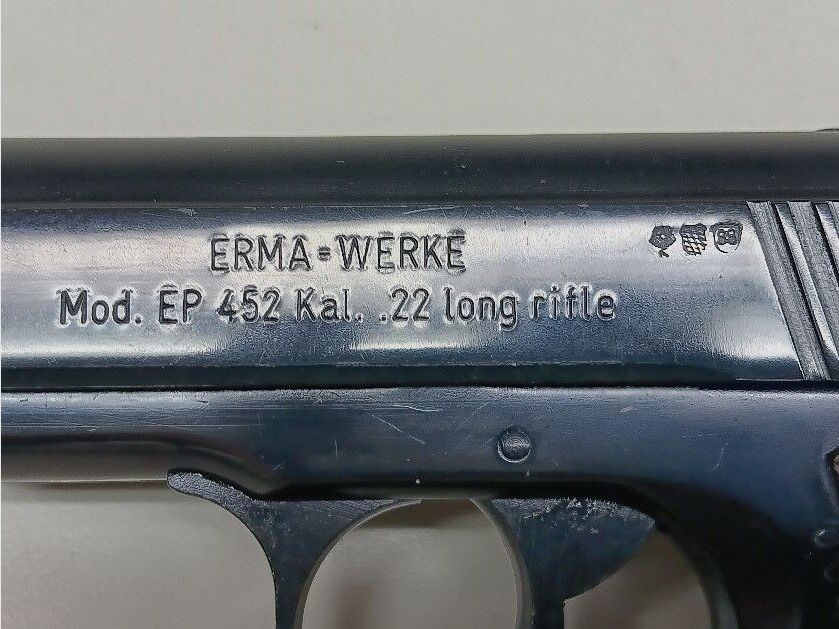 ERMA=WERKE
Mod. EP 452 Kal. .22 long rifle